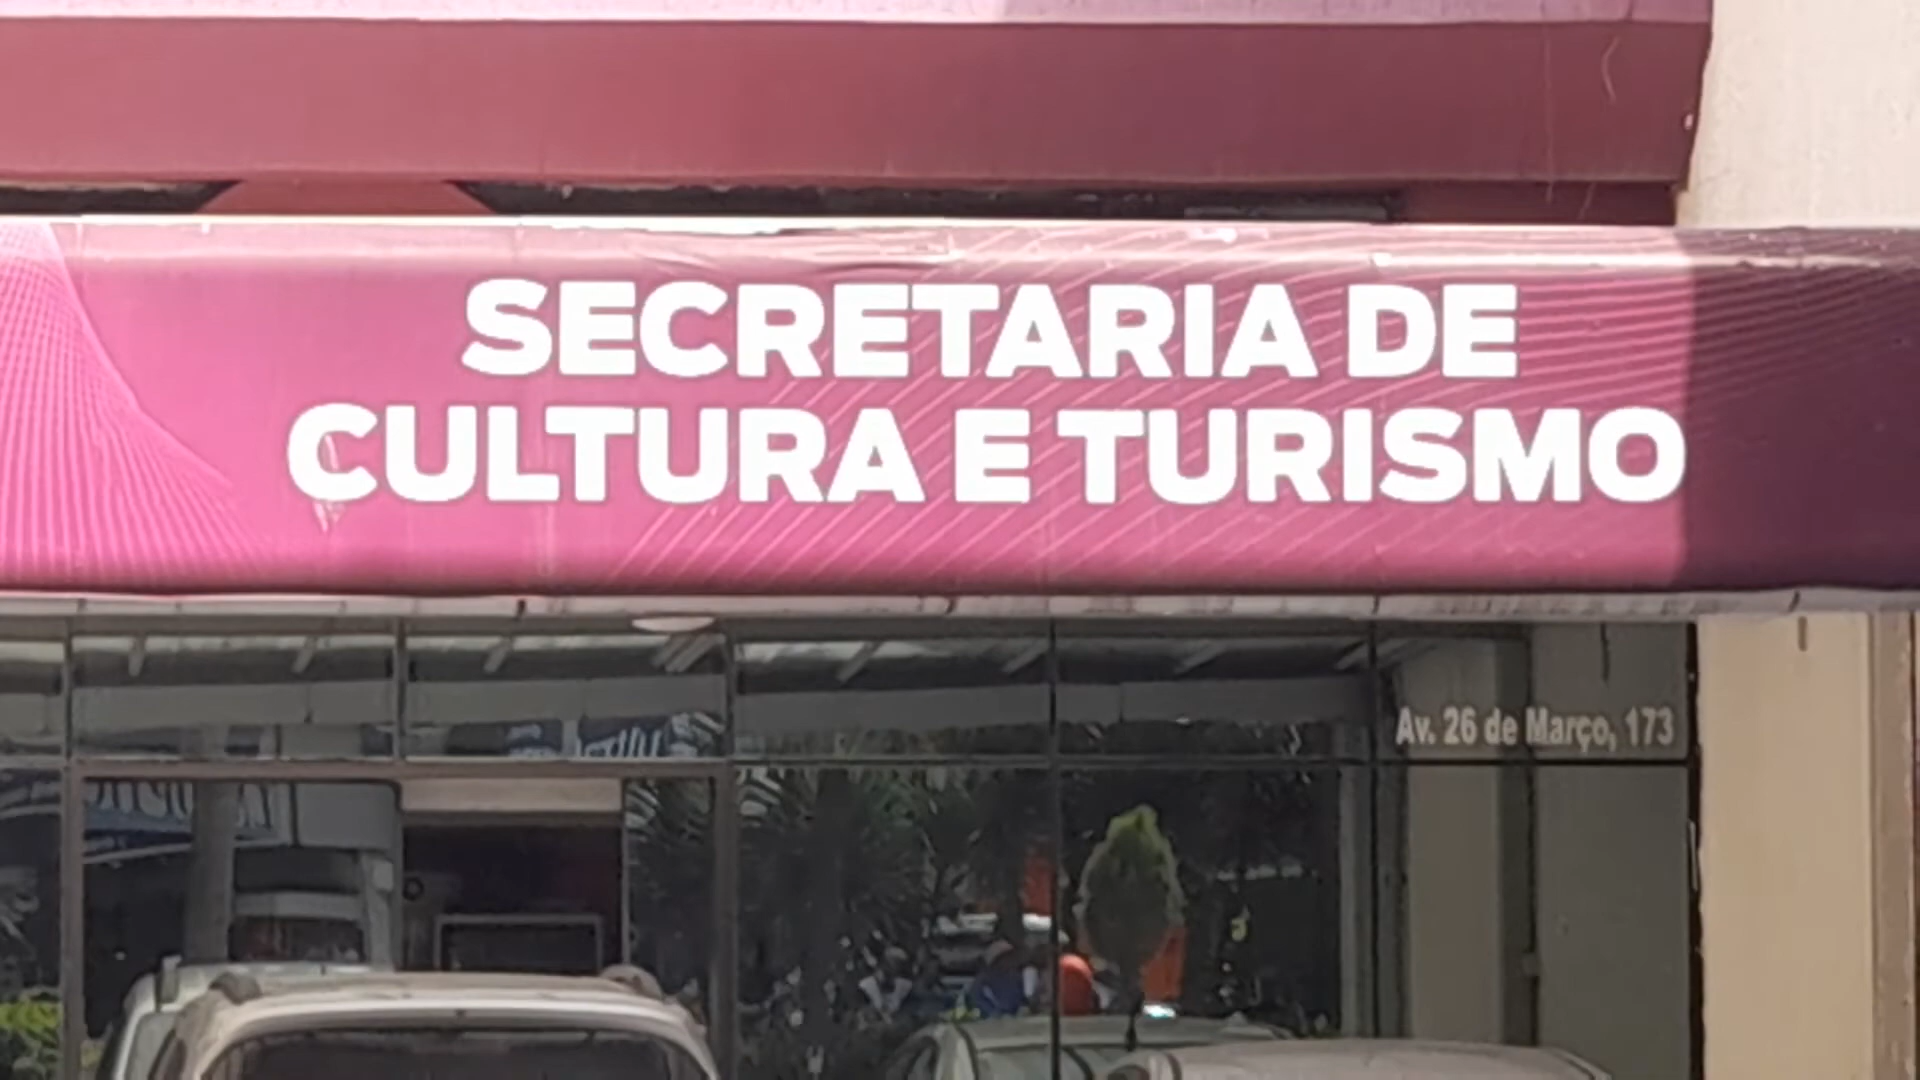 SECRETARIA DE
CULTURA E TURISMO
Av. 26 de Março, 173